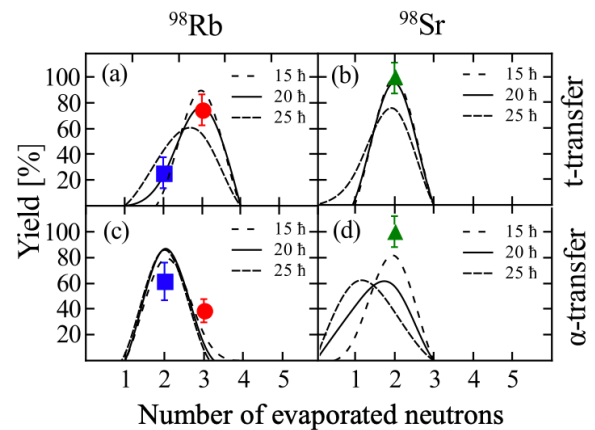 ⁹⁸Rb ⁹⁸Sr
(a) 15 ħ
20 ħ
25 ħ
(b) 15 ħ
20 ħ
25 ħ
t-transfer
100
80
60
40
20
Yield [%]
(c) 15 ħ
20 ħ
25 ħ
(d) 15 ħ
20 ħ
25 ħ
α-transfer
100
80
60
40
20
1 2 3 4 5 1 2 3 4 5
Number of evaporated neutrons